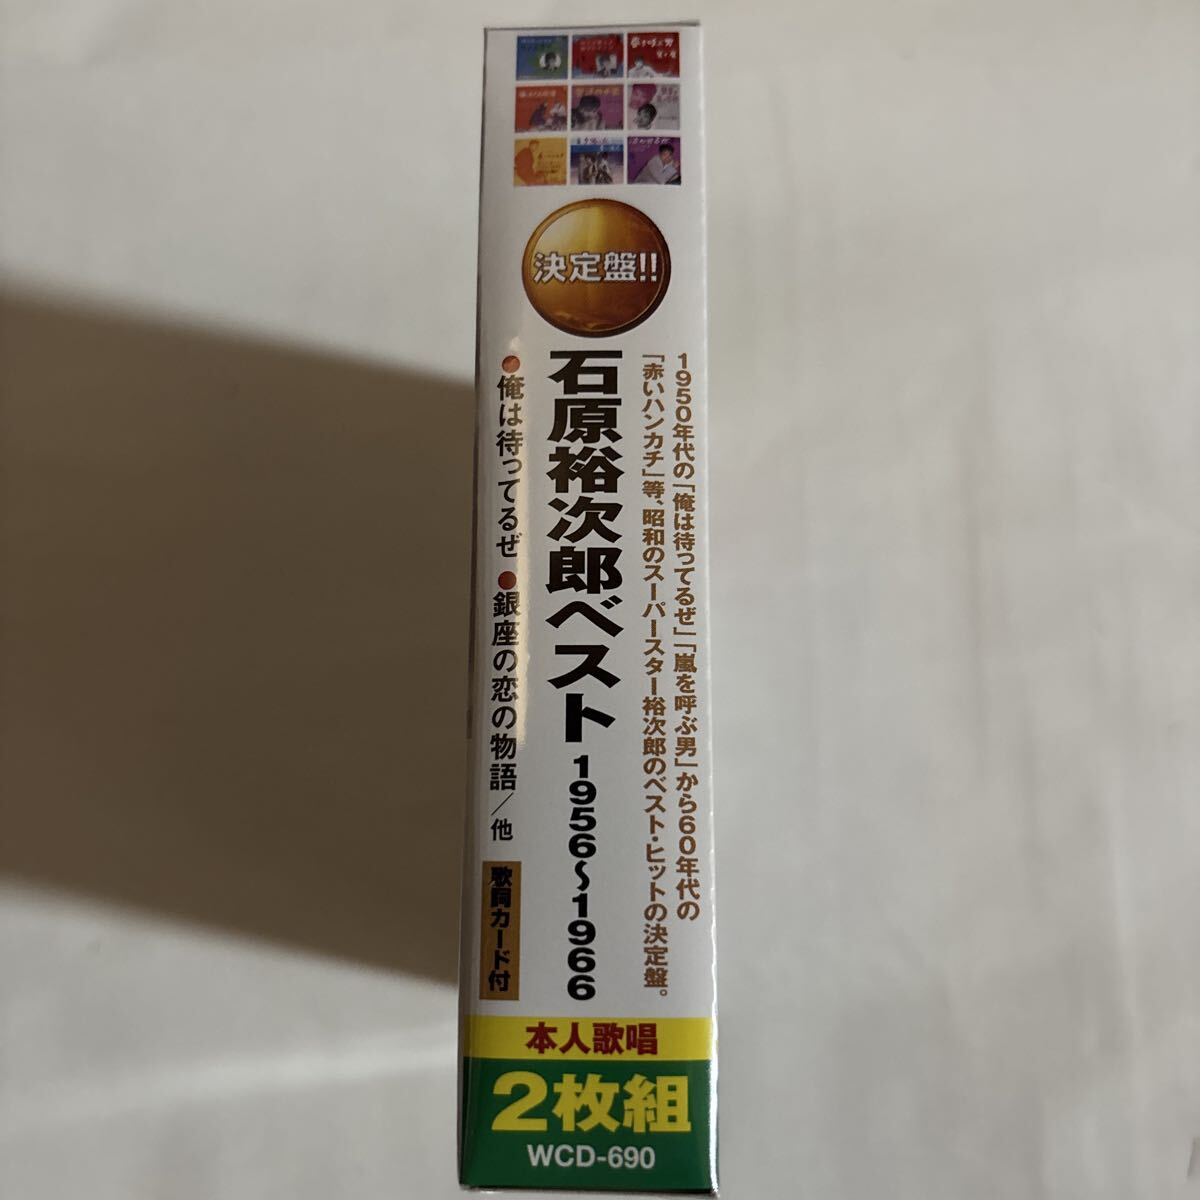 決定盤!!
1950年代の「俺は待ってるぜ」「嵐を呼ぶ男」から60年代の
「赤いハンカチ」等、昭和のスーパースター裕次郎のベスト・ヒットの決定盤。
石原裕次郎ベスト 1956〜1966
●俺は待ってるぜ ●銀座の恋の物語/他
歌詞カード付
本人歌唱
2枚組
WCD-690